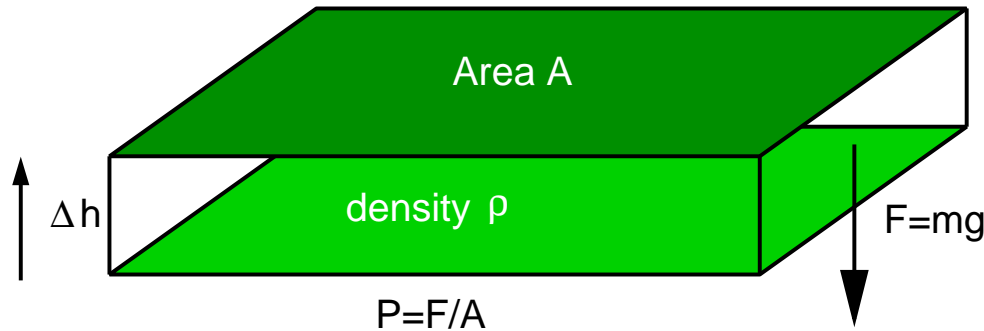 Area A
Δh
density ρ
F=mg
P=F/A